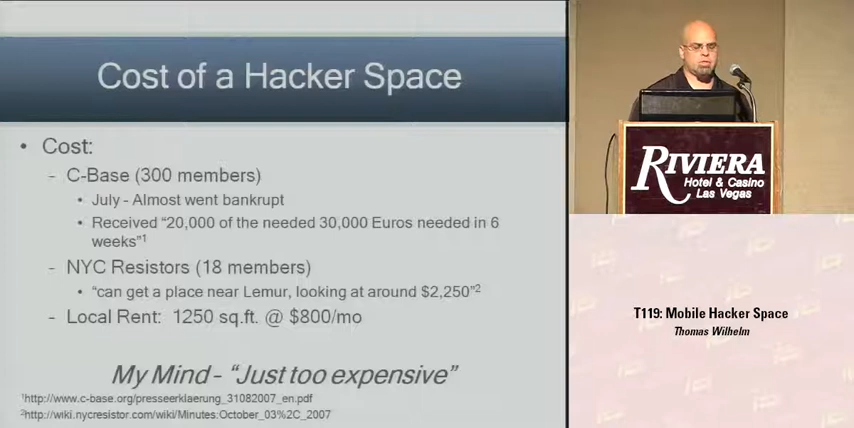 Cost of a Hacker Space
• Cost:
- C-Base (300 members)
• July - Almost went bankrupt
• Received “20,000 of the needed 30,000 Euros needed in 6
weeks”1
- NYC Resistors (18 members)
• “can get a place near Lemur, looking at around $2,250”2
- Local Rent: 1250 sq.ft. @ $800/mo
My Mind - “Just too expensive”
1http://www.c-base.org/presseerklaerung_31082007_en.pdf
2http://wiki.nycresistor.com/wiki/Minutes:October_03%2C_2007
RIVIERA
Hotel & Casino
Las Vegas
T119: Mobile Hacker Space
Thomas Wilhelm